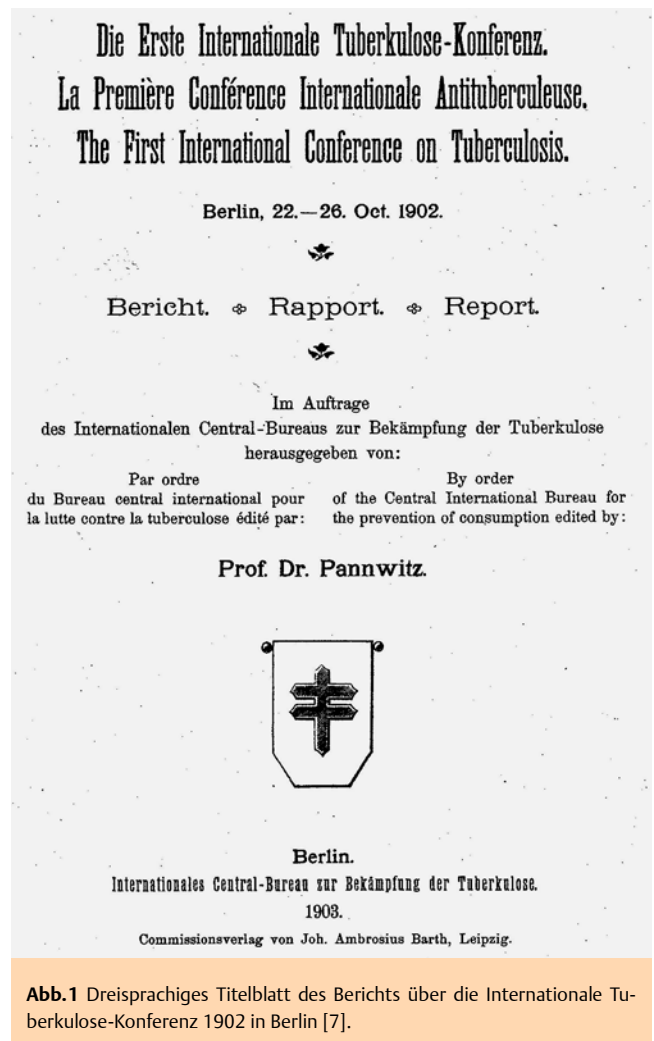 Die Erste Internationale Tuberkulose-Konferenz.
La Première Conférence Internationale Antituberculeuse.
The First International Conference on Tuberculosis.
Berlin, 22.—26. Oct. 1902.
Bericht. Rapport. Report.
Im Auftrage
des Internationalen Central-Bureaus zur Bekämpfung der Tuberkulose
herausgegeben von:
Par ordre
du Bureau central international pour
la lutte contre la tuberculose édité par:
By order
of the Central International Bureau for
the prevention of consumption edited by:
Prof. Dr. Pannwitz.
Berlin.
Internationales Central-Bureau zur Bekämpfung der Tuberkulose.
1903.
Commissionsverlag von Joh. Ambrosius Barth, Leipzig.
Abb.1 Dreisprachiges Titelblatt des Berichts über die Internationale Tu-
berkulose-Konferenz 1902 in Berlin [7].